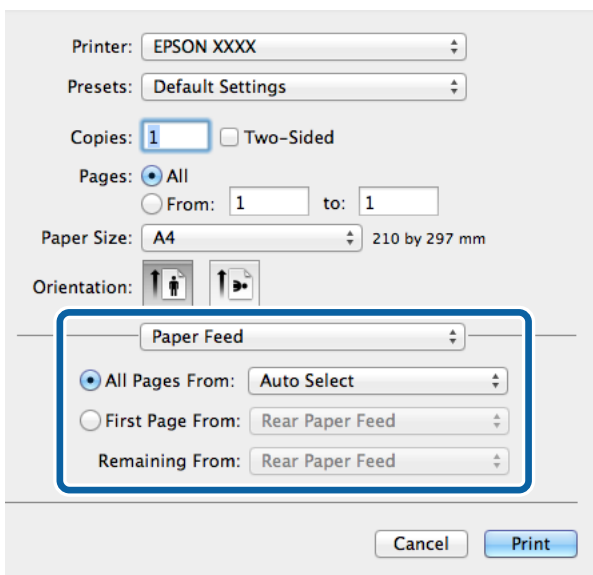 Printer: EPSON XXXX
Presets: Default Settings
Copies: 1 Two-Sided
Pages: All
From: 1 to: 1
Paper Size: A4 210 by 297 mm
Orientation:
Paper Feed
All Pages From: Auto Select
First Page From: Rear Paper Feed
Remaining From: Rear Paper Feed
Cancel Print